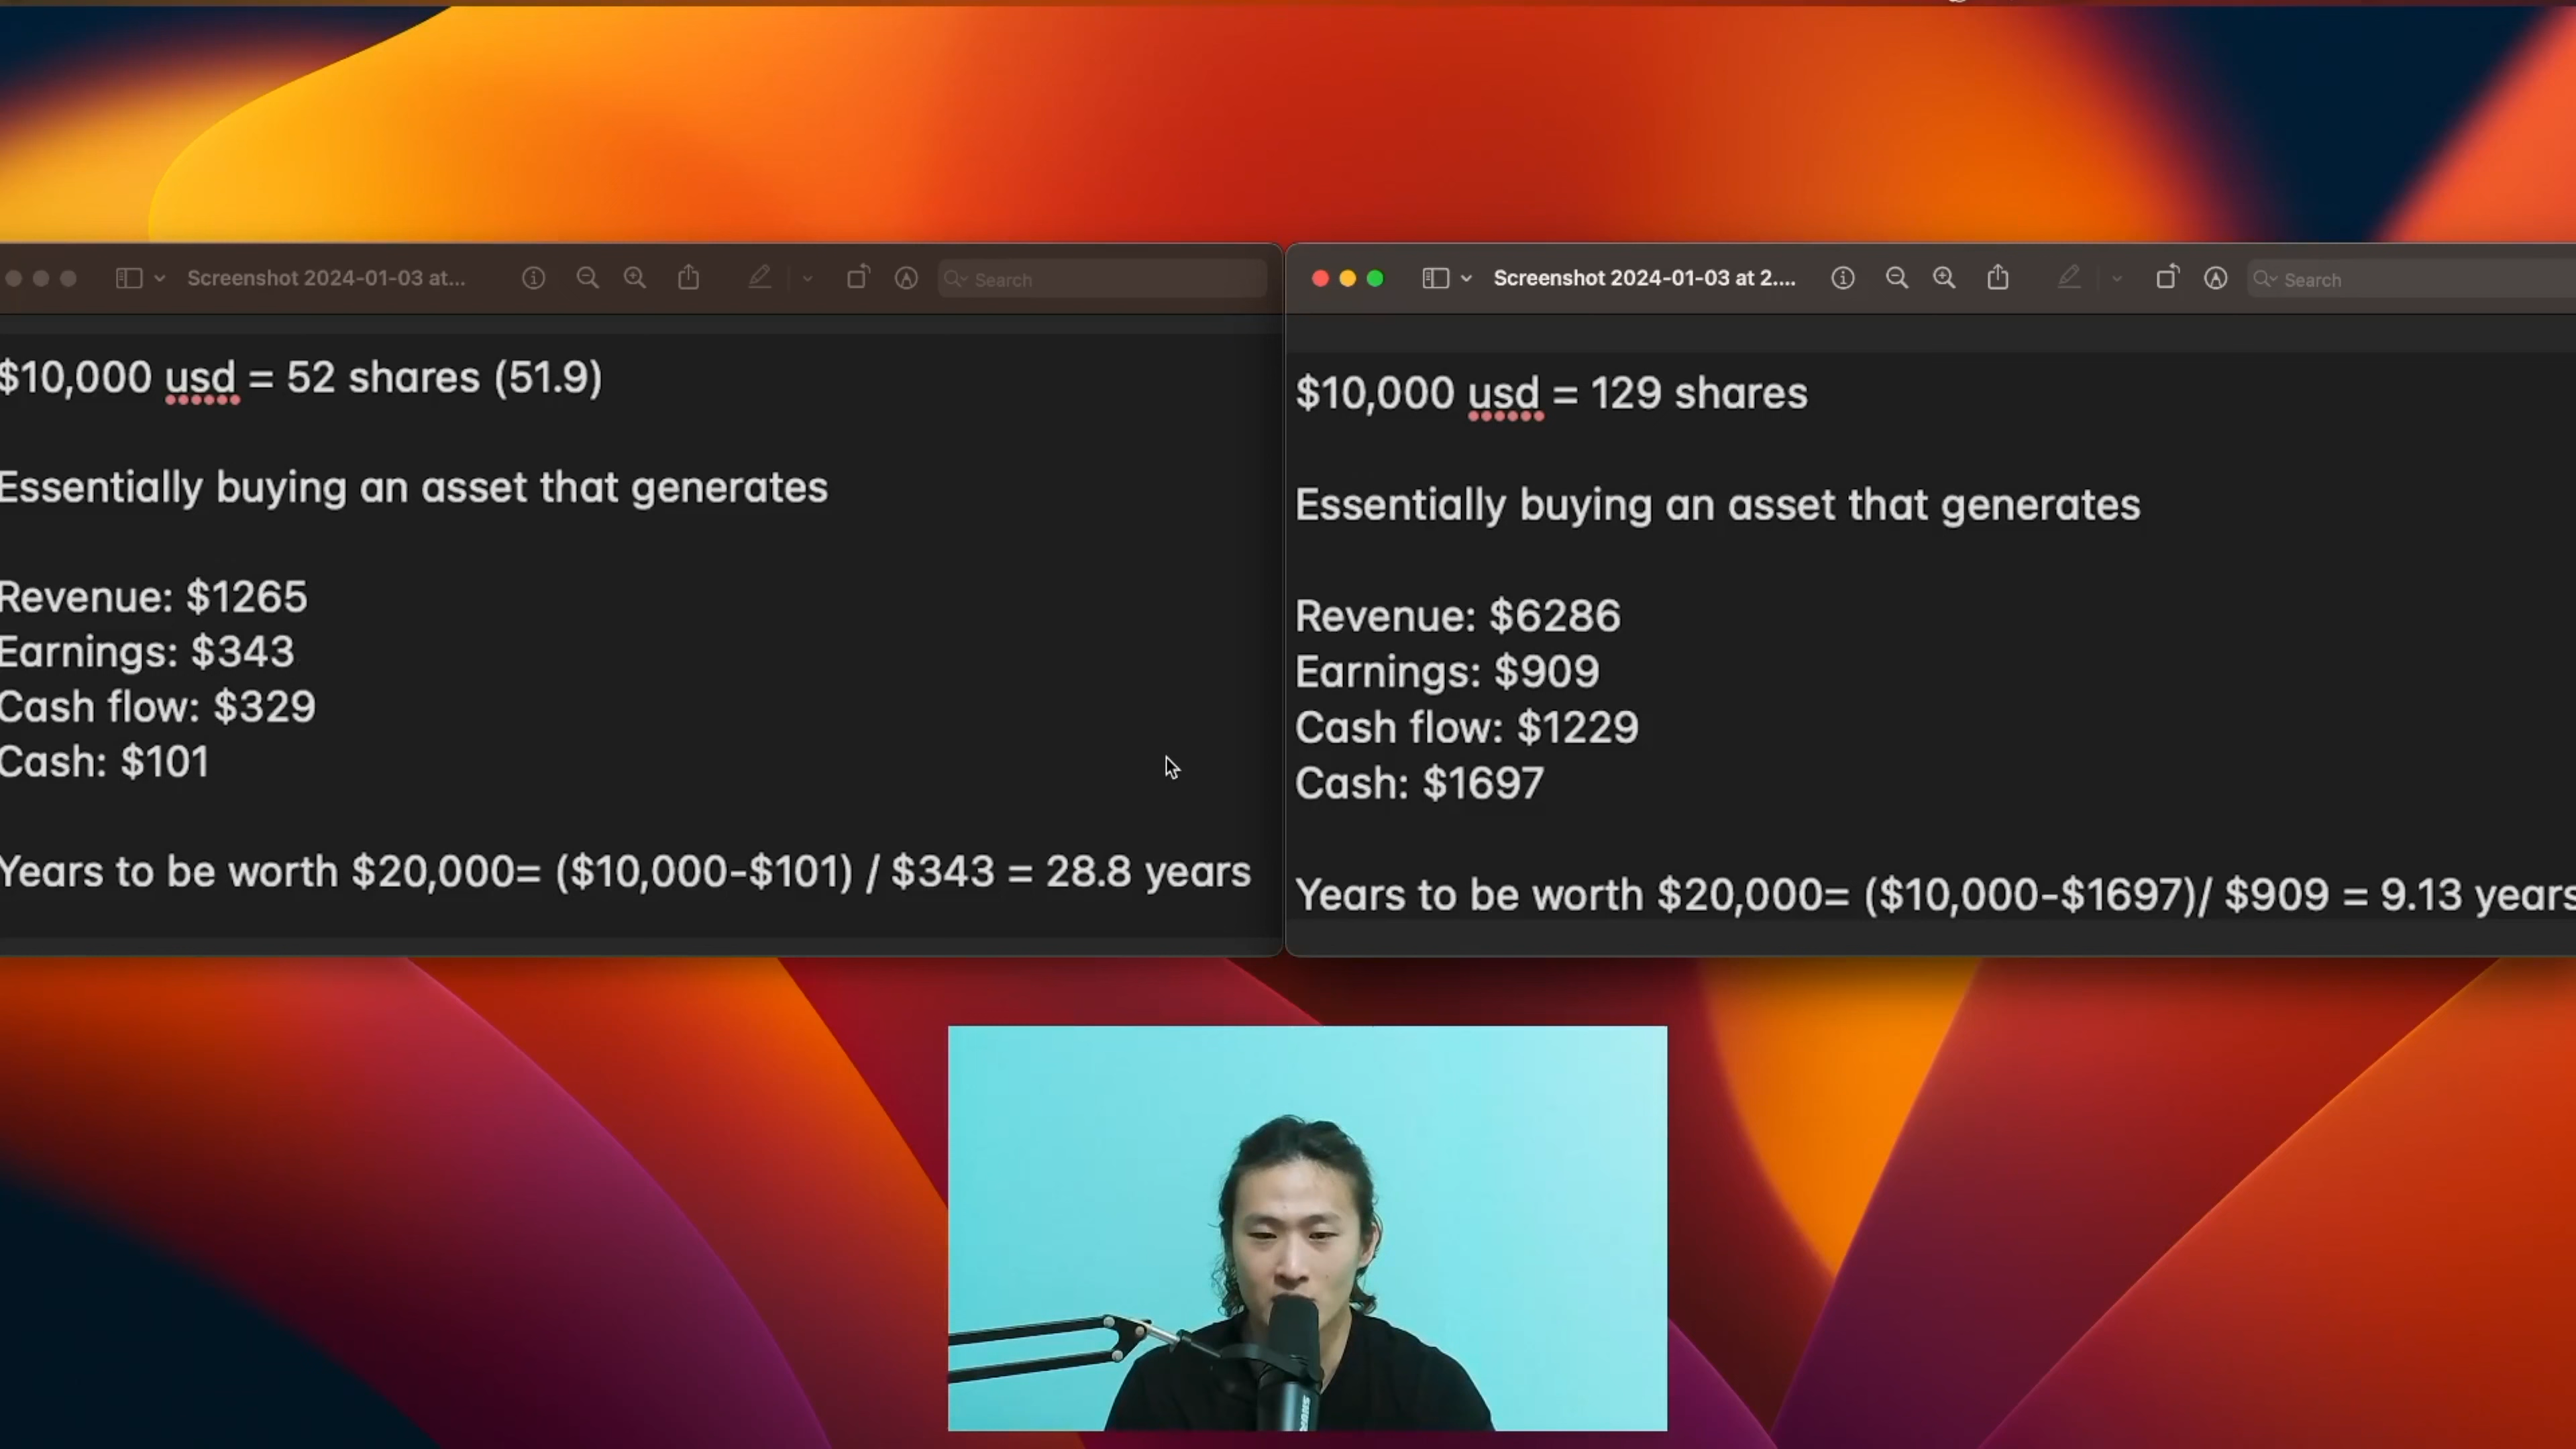 Screenshot 2024-01-03 at...
Search
$10,000 usd = 52 shares (51.9)
Essentially buying an asset that generates
Revenue: $1265
Earnings: $343
Cash flow: $329
Cash: $101
Years to be worth $20,000= ($10,000-$101) / $343 = 28.8 years
Screenshot 2024-01-03 at 2....
Search
$10,000 usd = 129 shares
Essentially buying an asset that generates
Revenue: $6286
Earnings: $909
Cash flow: $1229
Cash: $1697
Years to be worth $20,000= ($10,000-$1697)/ $909 = 9.13 years